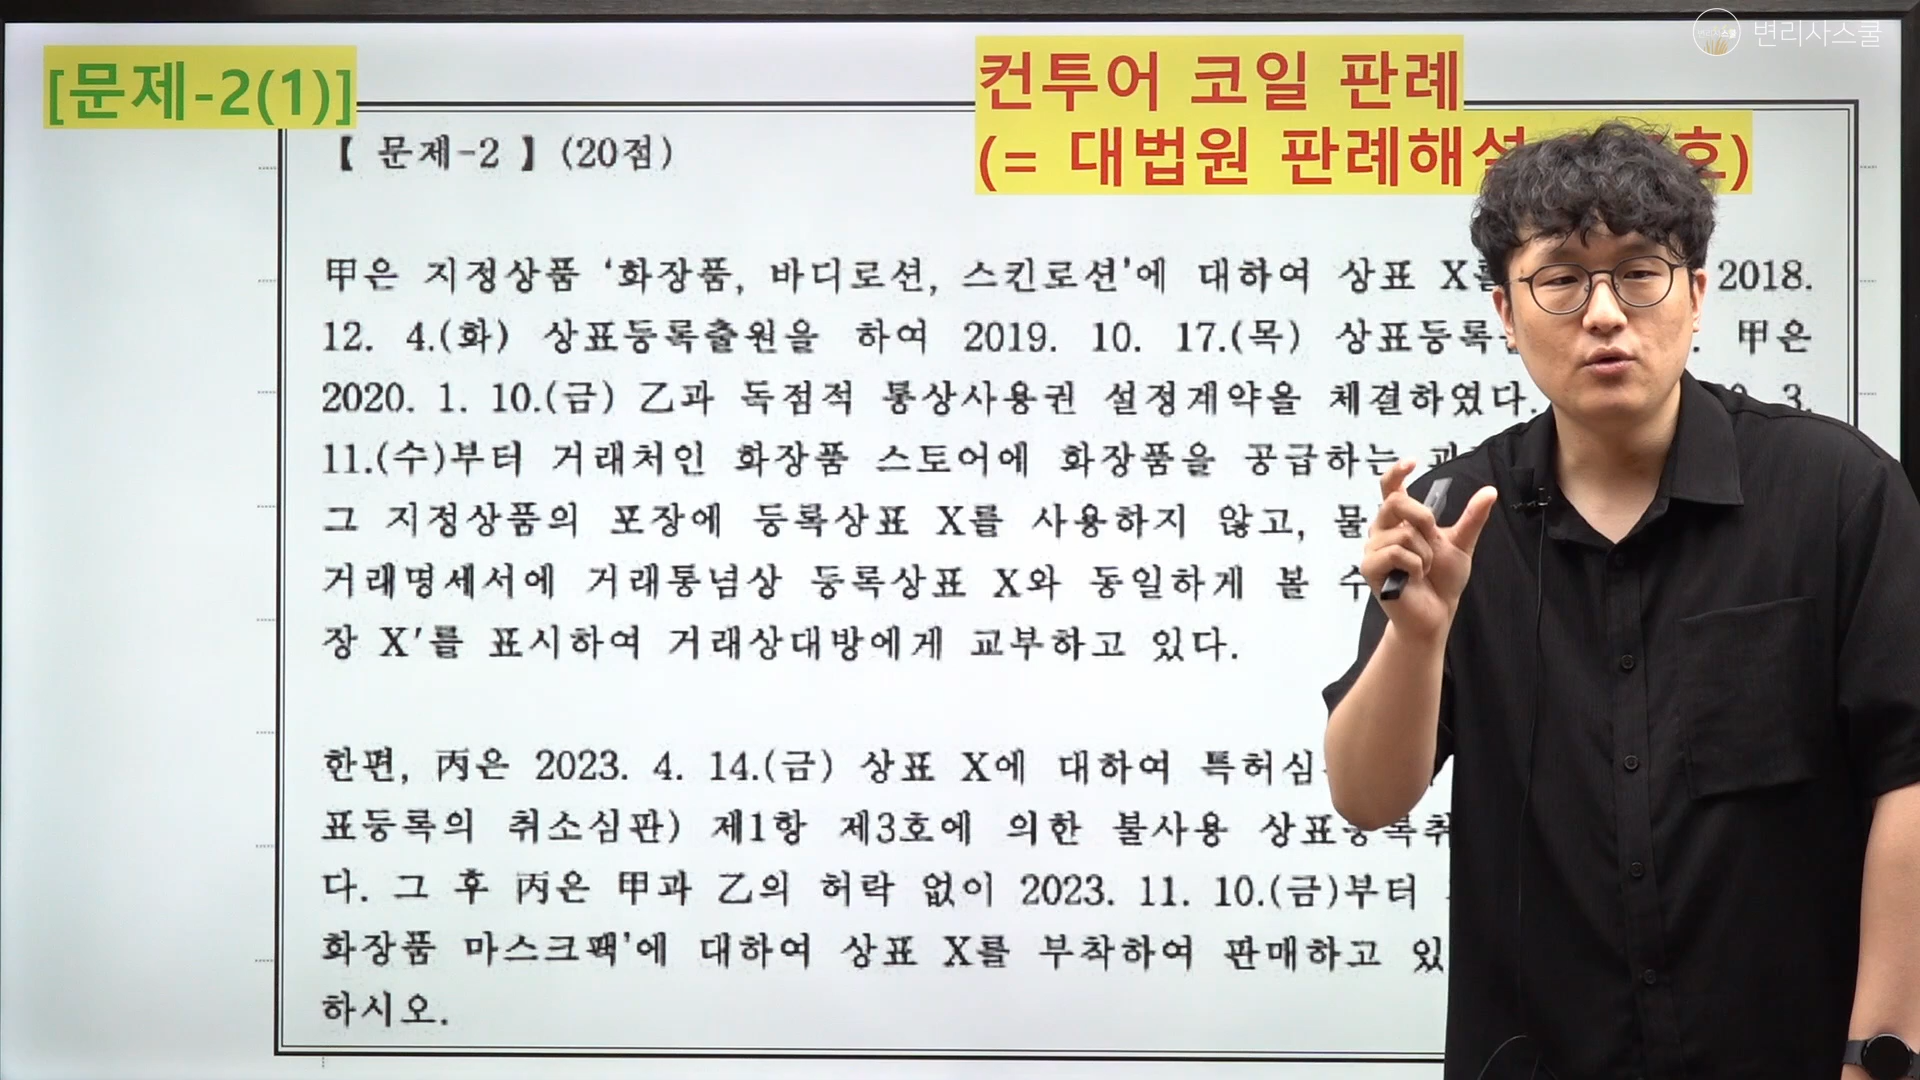 변리사스쿨
[문제-2(1)]
컨투어 코일 판례
(= 대법원 판례해설 호)
【 문제-2 】 (20점)
甲은 지정상품 ‘화장품, 바디로션, 스킨로션’에 대하여 상표 X를 2018.
12. 4.(화) 상표등록출원을 하여 2019. 10. 17.(목) 상표등록 甲은
2020. 1. 10.(금) 乙과 독점적 통상사용권 설정계약을 체결하였다. 3.
11.(수)부터 거래처인 화장품 스토어에 화장품을 공급하는
그 지정상품의 포장에 등록상표 X를 사용하지 않고,
거래명세서에 거래통념상 등록상표 X와 동일하게 볼 수
장 X′를 표시하여 거래상대방에게 교부하고 있다.
한편, 丙은 2023. 4. 14.(금) 상표 X에 대하여 특허심
표등록의 취소심판) 제1항 제3호에 의한 불사용 상표등록취
다. 그 후 丙은 甲과 乙의 허락 없이 2023. 11. 10.(금)부터
화장품 마스크팩’에 대하여 상표 X를 부착하여 판매하고 있
하시오.